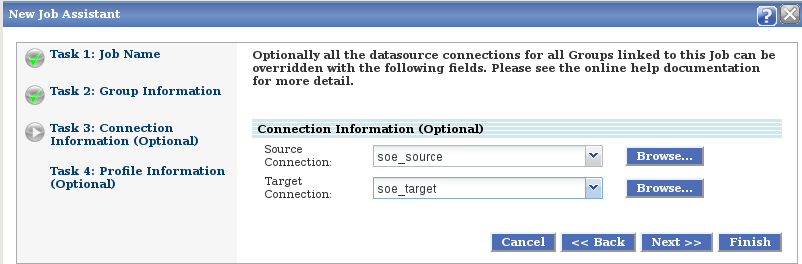 New Job Assistant
?
Task 1: Job Name
Task 2: Group Information
Task 3: Connection
Information (Optional)
Task 4: Profile Information
(Optional)
Optionally all the datasource connections for all Groups linked to this Job can be
overridden with the following fields. Please see the online help documentation
for more detail.
Connection Information (Optional)
Source
Connection:
soe_source
Browse...
Target
Connection:
soe_target
Browse...
Cancel
<< Back
Next >>
Finish